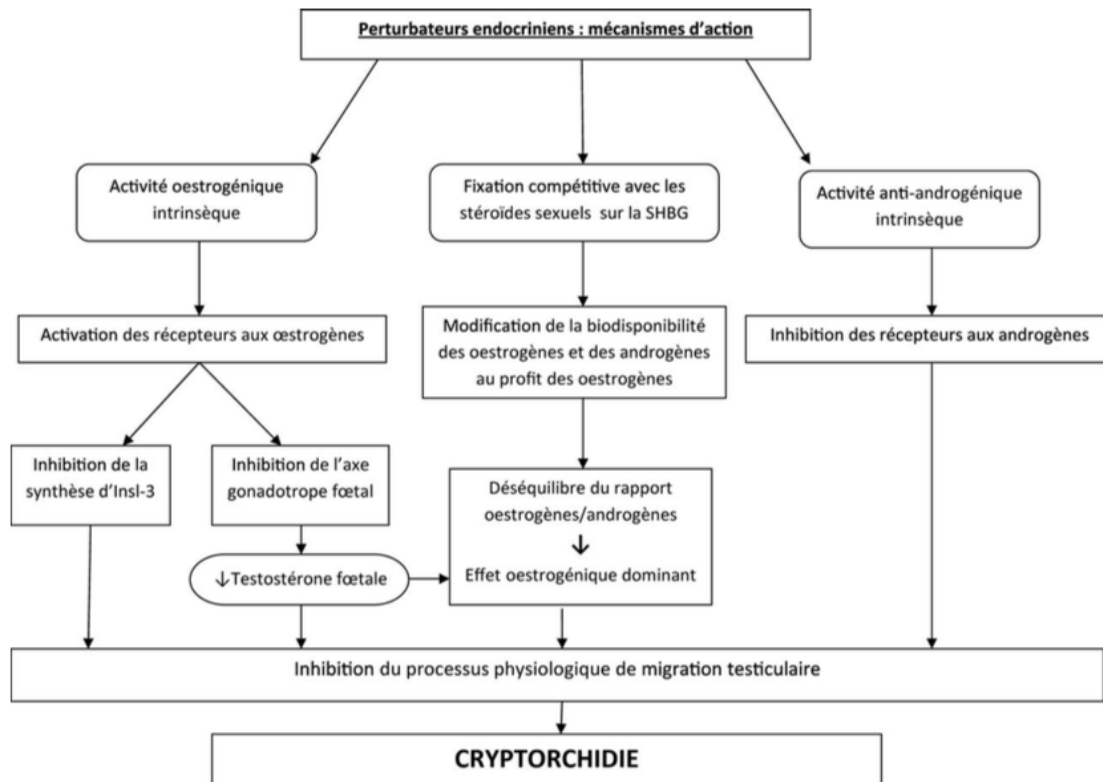 Perturbateurs endocriniens : mécanismes d'action
Activité oestrogénique
intrinsèque
Fixation compétitive avec les
stéroïdes sexuels sur la SHBG
Activité anti-androgénique
intrinsèque
Activation des récepteurs aux œstrogènes
Modification de la biodisponibilité
des oestrogènes et des androgènes
au profit des oestrogènes
Inhibition des récepteurs aux androgènes
Inhibition de la
synthèse d'Insl-3
Inhibition de l'axe
gonadotrope fœtal
Déséquilibre du rapport
oestrogènes/androgènes
↓
Effet oestrogénique dominant
↓Testostérone fœtale
Inhibition du processus physiologique de migration testiculaire
CRYPTORCHIDIE